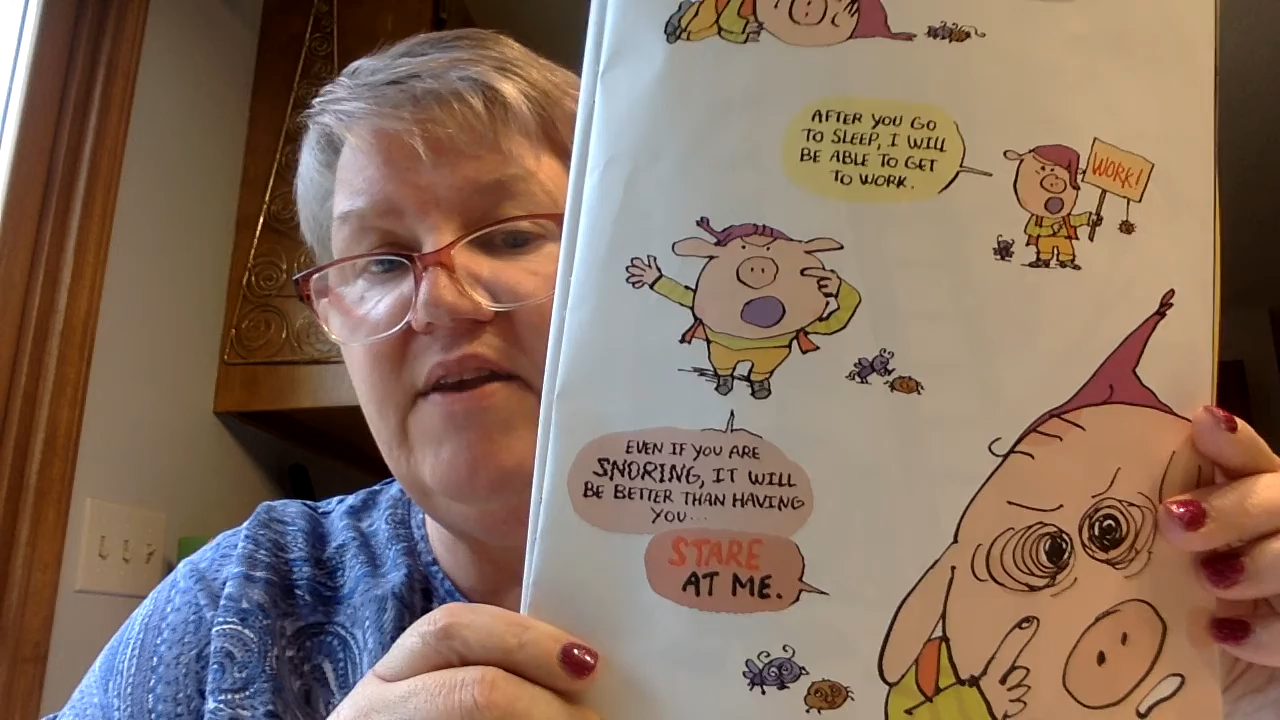 AFTER YOU GO
TO SLEEP, I WILL
BE ABLE TO GET
TO WORK.
WORK!
EVEN IF YOU ARE
SNORING, IT WILL
BE BETTER THAN HAVING
YOU...
STARE
AT ME.